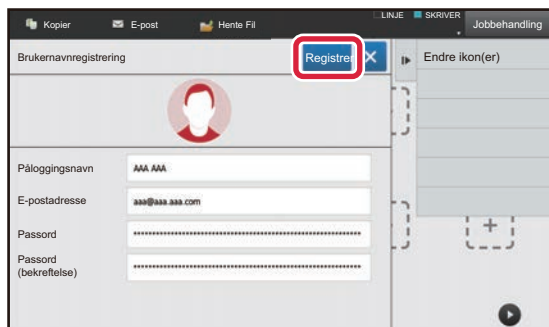 Kopier E-post Hente Fil LINJE SKRIVER Jobbehandling
Brukernavnregistrering Registrer Endre ikon(er)
Påloggingsnavn AAA AAA
E-postadresse aaa@aaa.aaa.com
Passord
Passord
(bekreftelse)